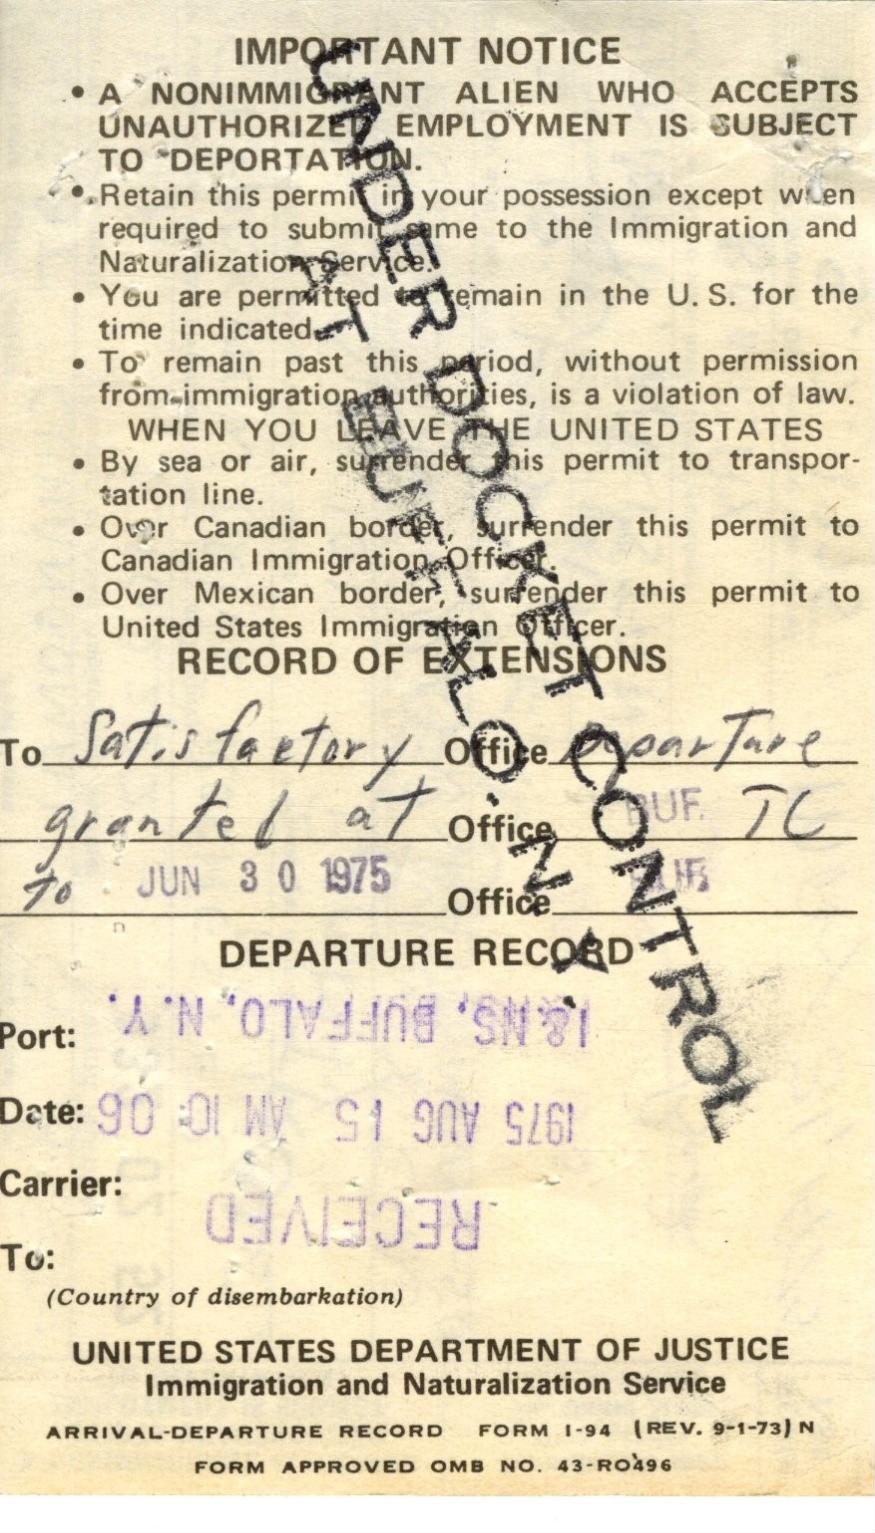 IMPORTANT NOTICE
• A NONIMMIGRANT ALIEN WHO ACCEPTS
UNAUTHORIZED EMPLOYMENT IS SUBJECT
TO DEPORTATION.
• Retain this permit in your possession except when
required to submit same to the Immigration and
Naturalization Service.
• You are permitted to remain in the U.S. for the
time indicated.
• To remain past this period, without permission
from immigration authorities, is a violation of law.
WHEN YOU LEAVE THE UNITED STATES
• By sea or air, surrender this permit to transpor-
tation line.
• Over Canadian border, surrender this permit to
Canadian Immigration Officer.
• Over Mexican border, surrender this permit to
United States Immigration Officer.
RECORD OF EXTENSIONS
To Satisfactory Office Departure
granted at Office BUF. TC
to JUN 30 1975 Office
UNDER DOCKET CONTROL
AT BUFFALO, N.Y.
DEPARTURE RECORD
Port: I&NS, BUFFALO, N.Y.
Date: 1975 AUG 15 AM 10 06
Carrier:
RECEIVED
To:
(Country of disembarkation)
UNITED STATES DEPARTMENT OF JUSTICE
Immigration and Naturalization Service
ARRIVAL-DEPARTURE RECORD FORM I-94 (REV. 9-1-73) N
FORM APPROVED OMB NO. 43-RO496